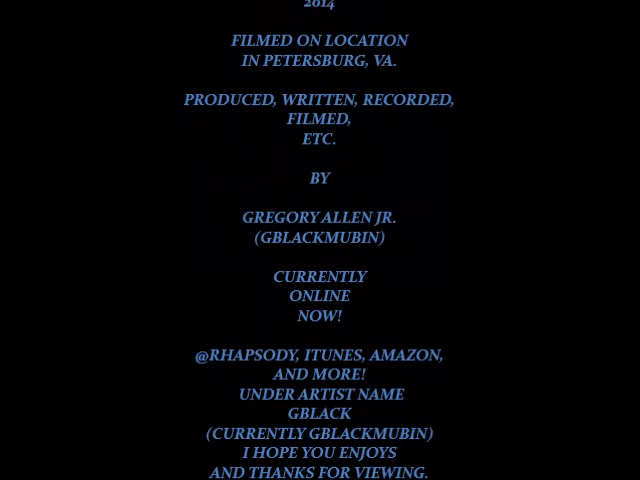 2014
FILMED ON LOCATION
IN PETERSBURG, VA.
PRODUCED, WRITTEN, RECORDED,
FILMED,
ETC.
BY
GREGORY ALLEN JR.
(GBLACKMUBIN)
CURRENTLY
ONLINE
NOW!
@RHAPSODY, ITUNES, AMAZON,
AND MORE!
UNDER ARTIST NAME
GBLACK
(CURRENTLY GBLACKMUBIN)
I HOPE YOU ENJOYS
AND THANKS FOR VIEWING.